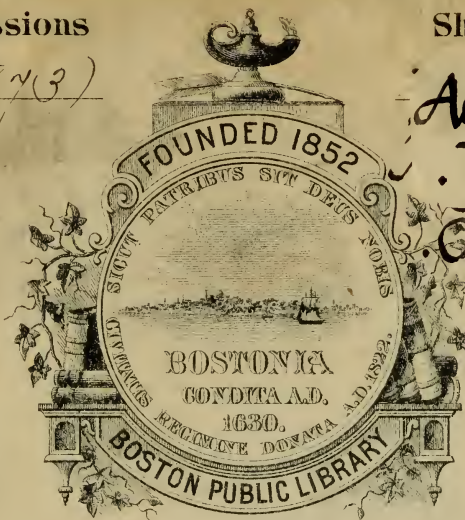 ssions
Sh
FOUNDED 1852
SICUT PATRIBUS SIT DEUS NOBIS
CIVITATIS REGIMINE DONATA A.D. 1822.
BOSTONIA
CONDITA A.D.
1630.
BOSTON PUBLIC LIBRARY